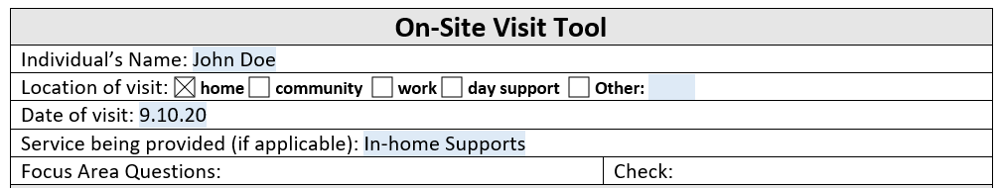 On-Site Visit Tool
Individual's Name: John Doe
Location of visit: ☒ home ☐ community ☐ work ☐ day support ☐ Other:
Date of visit: 9.10.20
Service being provided (if applicable): In-home Supports
Focus Area Questions: Check: